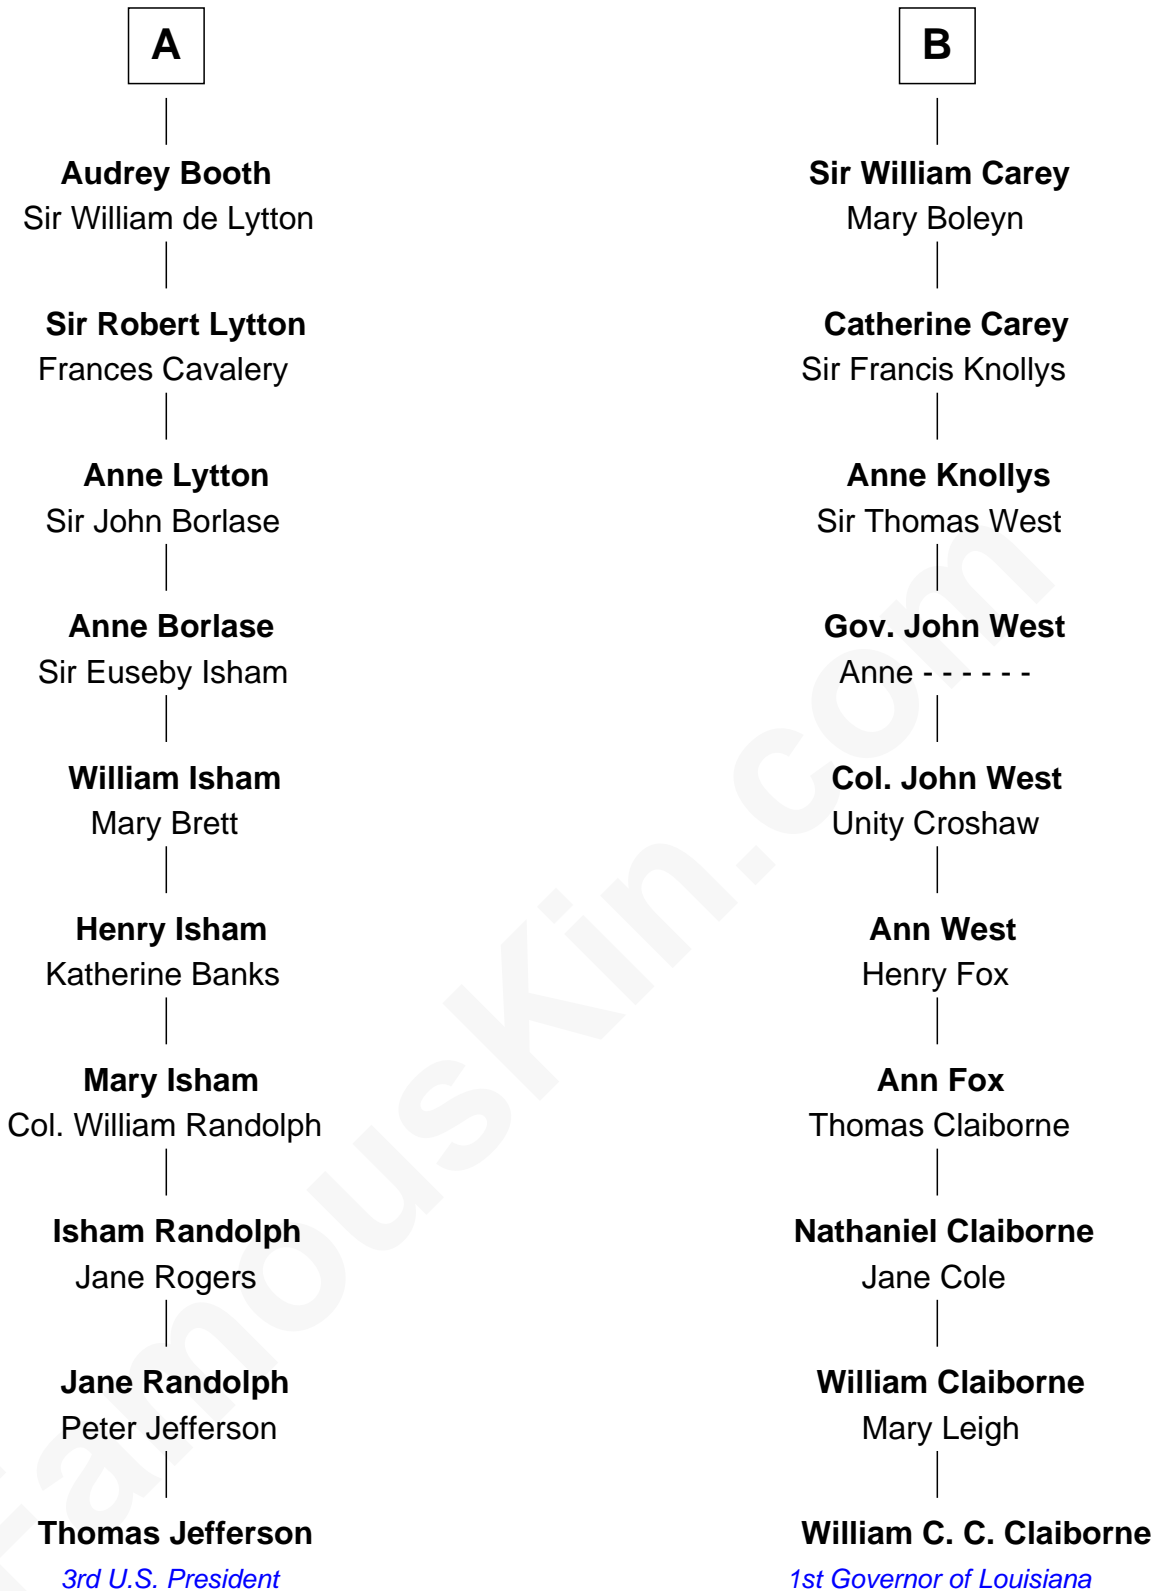 A
Audrey Booth
Sir William de Lytton
Sir Robert Lytton
Frances Cavalery
Anne Lytton
Sir John Borlase
Anne Borlase
Sir Euseby Isham
William Isham
Mary Brett
Henry Isham
Katherine Banks
Mary Isham
Col. William Randolph
Isham Randolph
Jane Rogers
Jane Randolph
Peter Jefferson
Thomas Jefferson
3rd U.S. President
B
Sir William Carey
Mary Boleyn
Catherine Carey
Sir Francis Knollys
Anne Knollys
Sir Thomas West
Gov. John West
Anne - - - - - -
Col. John West
Unity Croshaw
Ann West
Henry Fox
Ann Fox
Thomas Claiborne
Nathaniel Claiborne
Jane Cole
William Claiborne
Mary Leigh
William C. C. Claiborne
1st Governor of Louisiana
FamousKin.com